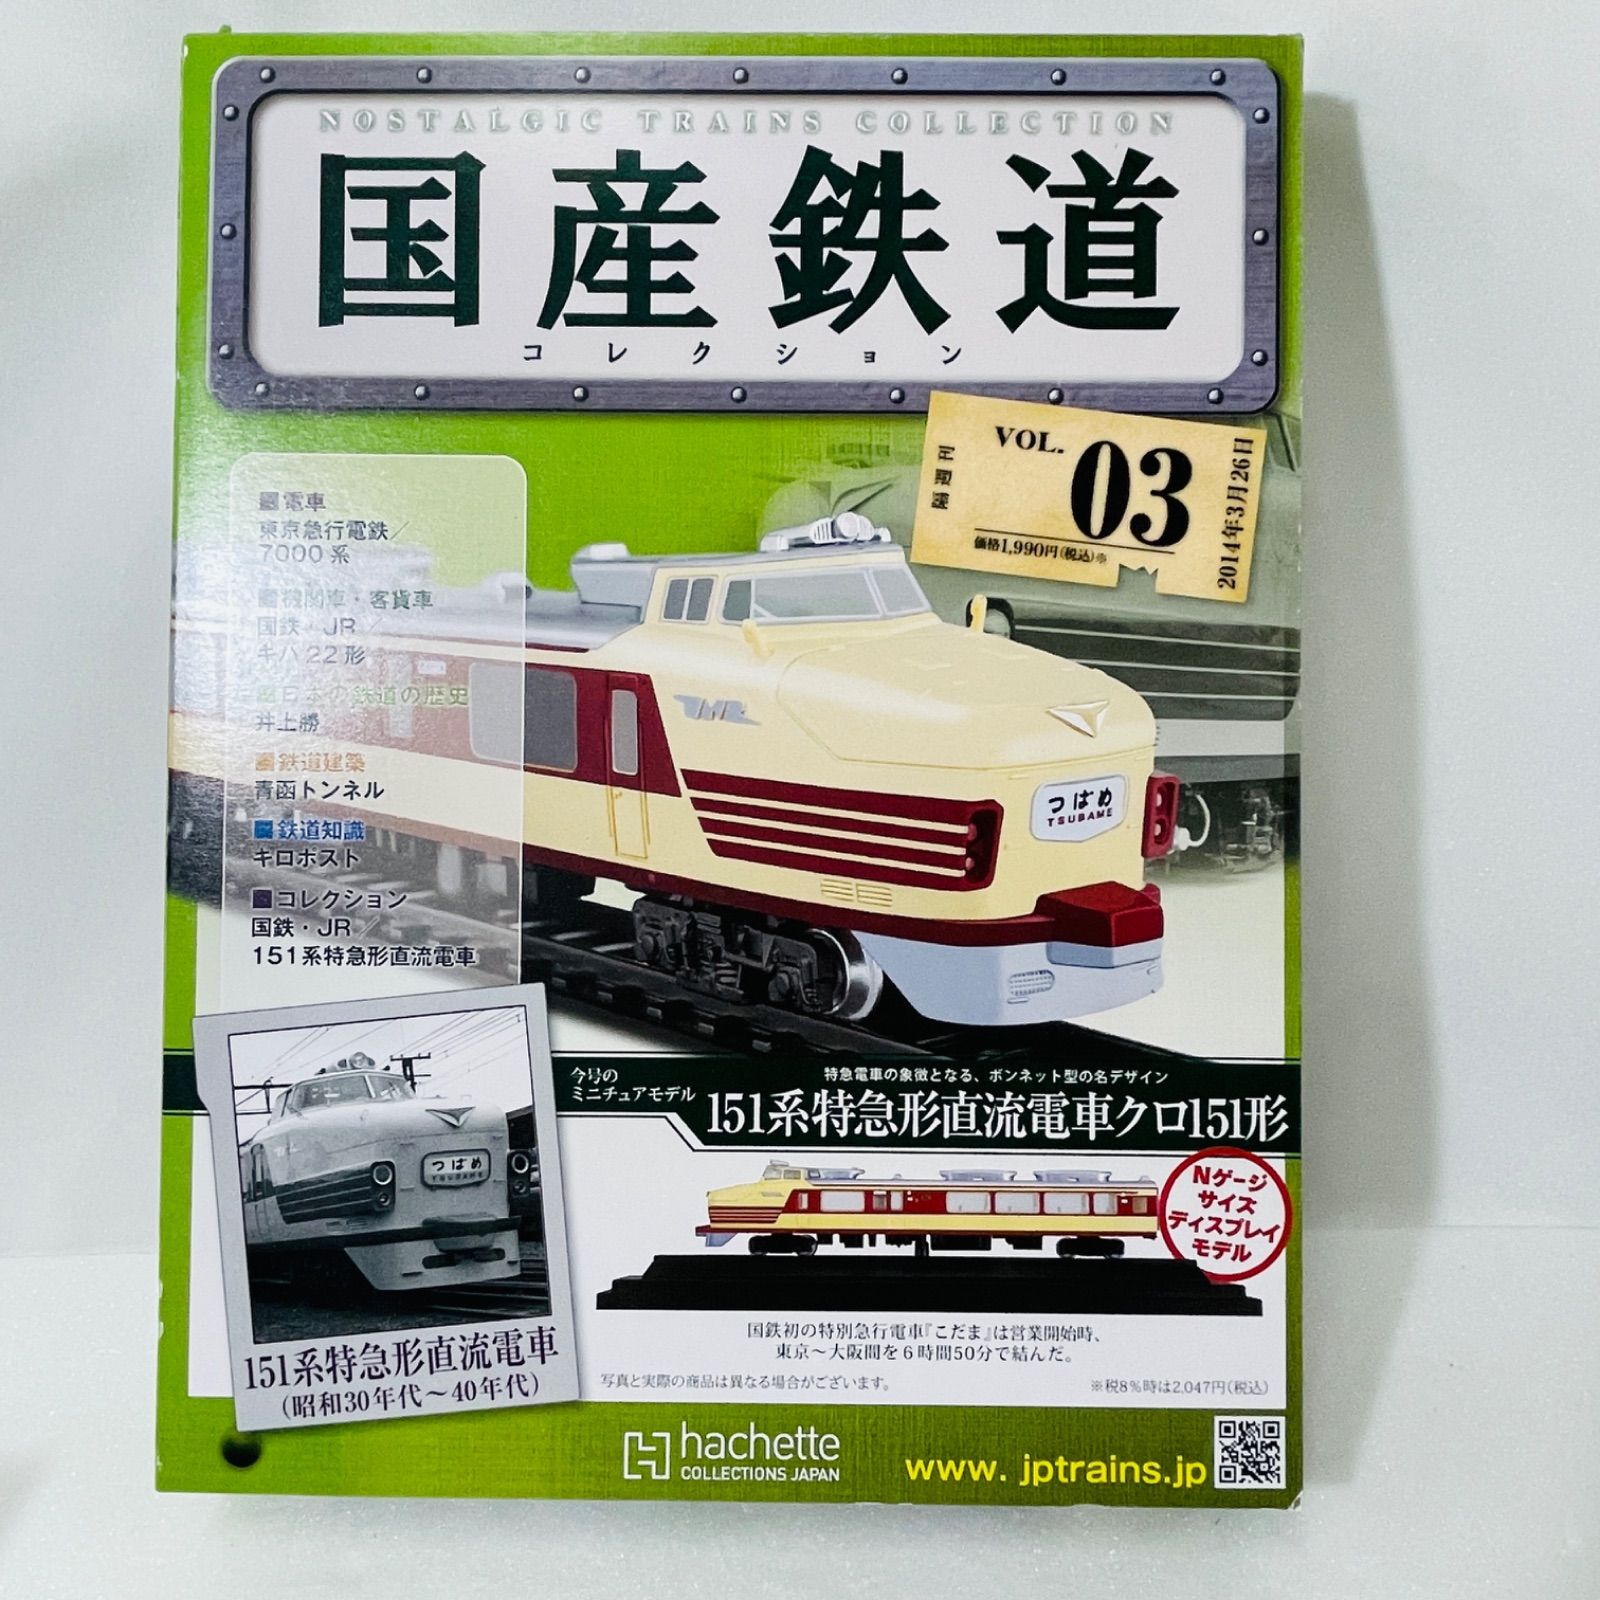 NOSTALGIC TRAINS COLLECTION
国産鉄道
コレクション
隔週刊
VOL. 03
2014年3月26日
価格1,990円(税込)※
電車
東京急行電鉄/
7000系
機関車・客貨車
国鉄・JR/
キハ22形
日本の鉄道の歴史
井上勝
鉄道建築
青函トンネル
鉄道知識
キロポスト
コレクション
国鉄・JR/
151系特急形直流電車
JNR
つばめ
TSUBAME
今号の
ミニチュアモデル
特急電車の象徴となる、ボンネット型の名デザイン
151系特急形直流電車クロ151形
つばめ
TSUBAME
151系特急形直流電車
(昭和30年代～40年代)
Nゲージ
サイズ
ディスプレイ
モデル
国鉄初の特別急行電車『こだま』は営業開始時、
東京～大阪間を6時間50分で結んだ。
写真と実際の商品は異なる場合がございます。
※税8%時は2,047円(税込)
hachette
COLLECTIONS JAPAN
www. jptrains.jp